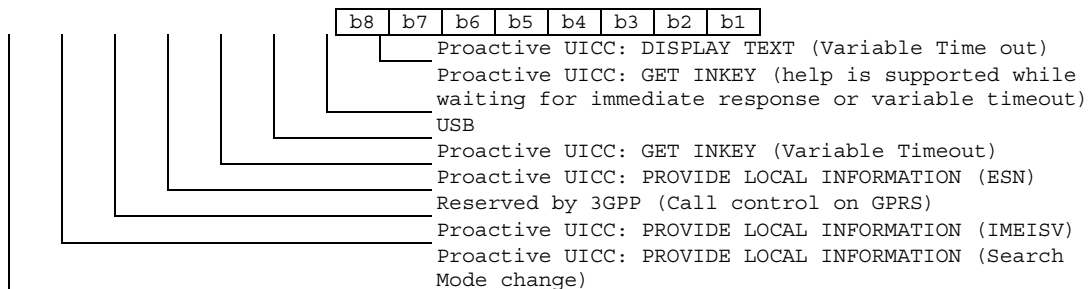 b8 b7 b6 b5 b4 b3 b2 b1
Proactive UICC: DISPLAY TEXT (Variable Time out)
Proactive UICC: GET INKEY (help is supported while
waiting for immediate response or variable timeout)
USB
Proactive UICC: GET INKEY (Variable Timeout)
Proactive UICC: PROVIDE LOCAL INFORMATION (ESN)
Reserved by 3GPP (Call control on GPRS)
Proactive UICC: PROVIDE LOCAL INFORMATION (IMEISV)
Proactive UICC: PROVIDE LOCAL INFORMATION (Search
Mode change)